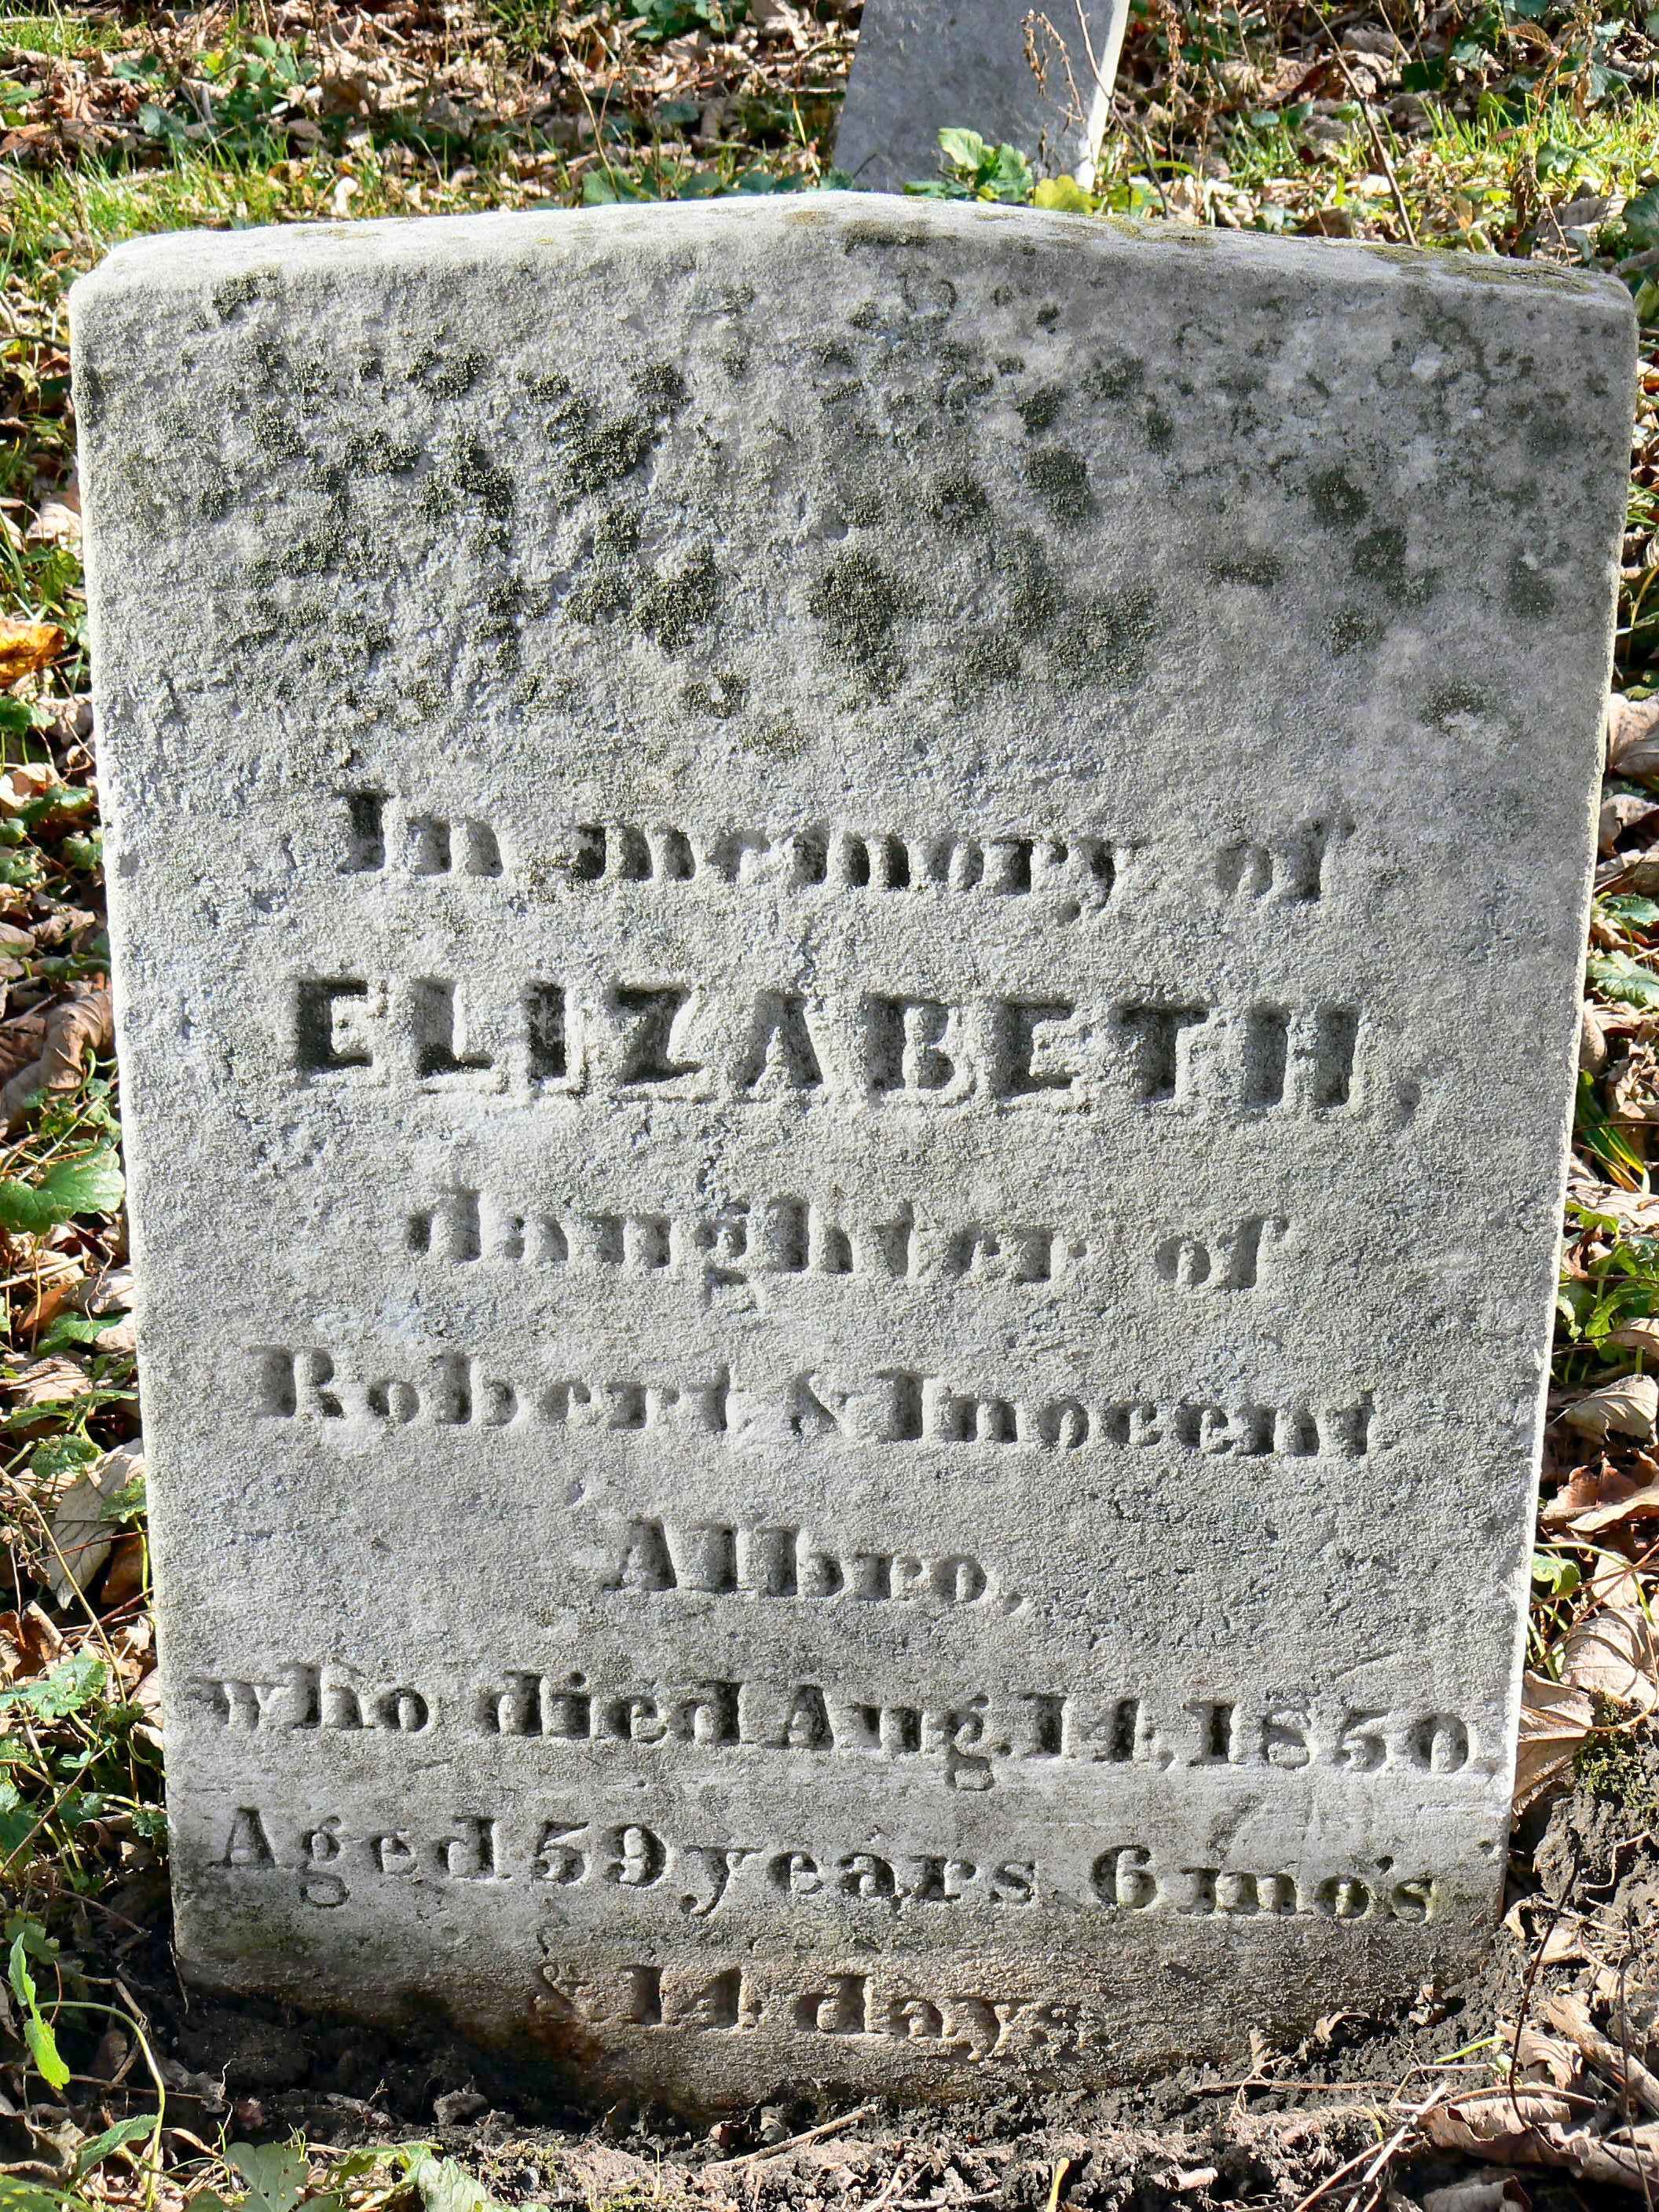 In memory of
ELIZABETH,
daughter of
Robert & Inocent
Albro,
who died Aug. 14, 1850
Aged 59 years 6 mo's
& 14 days